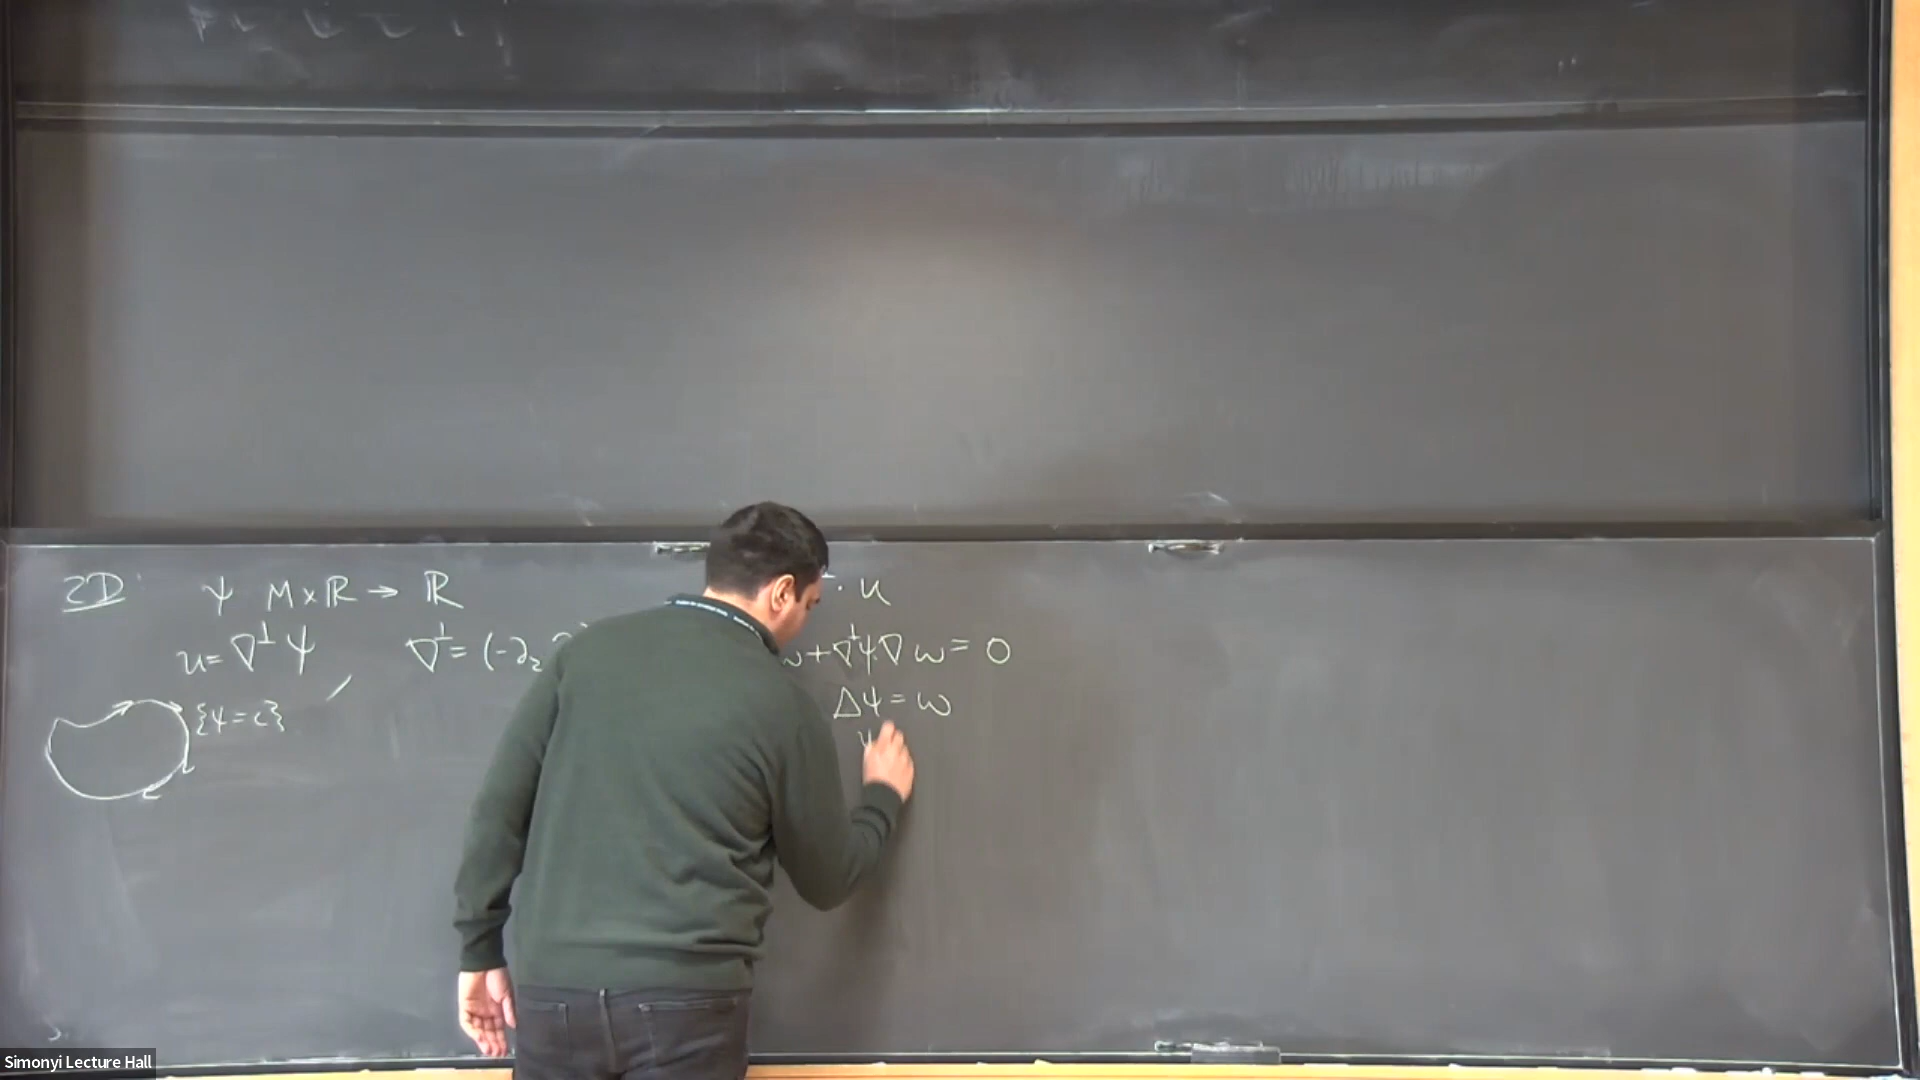 2D ψ M×ℝ → ℝ · u
u = ∇^⊥ ψ ∇^⊥ = (-∂₂ ω + ∇^⊥ψ·∇ω = 0
{ψ = c} Δψ = ω
ψ
Simonyi Lecture Hall